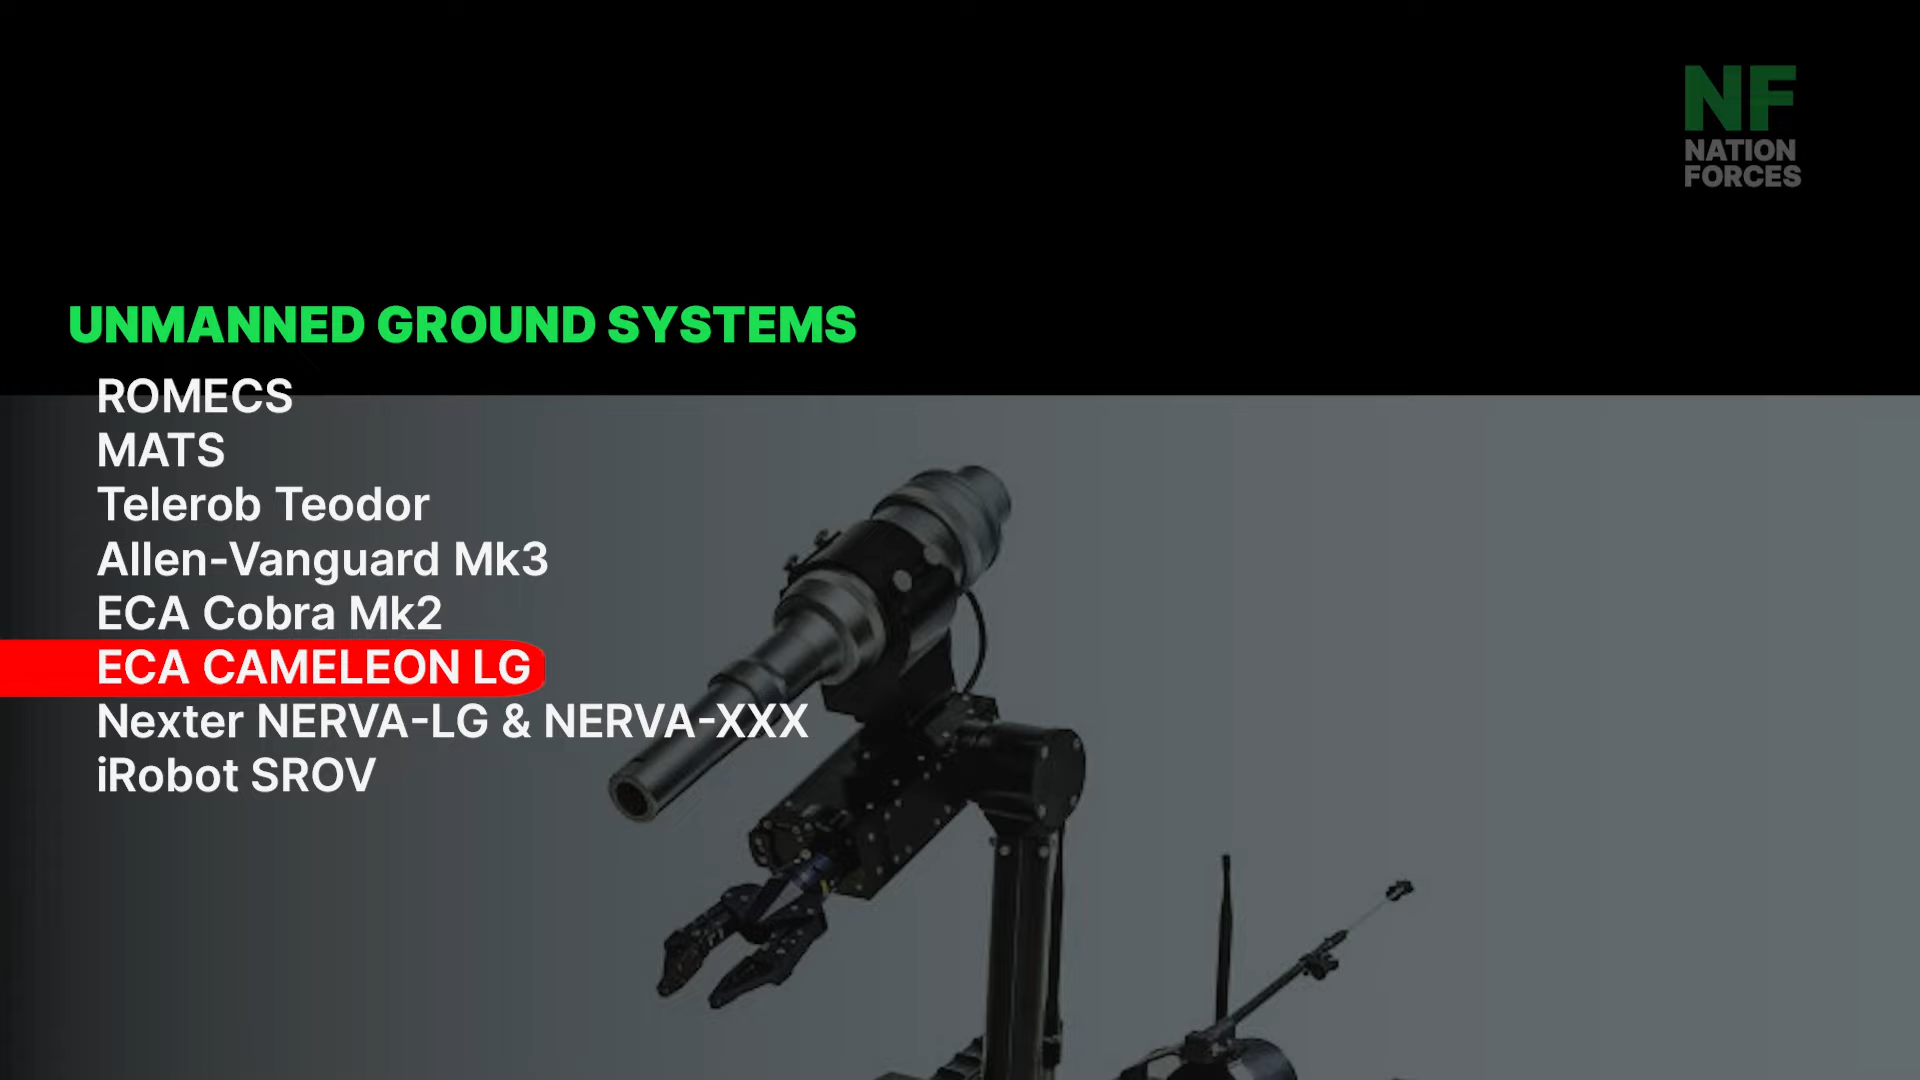 NF
NATION
FORCES
UNMANNED GROUND SYSTEMS
ROMECS
MATS
Telerob Teodor
Allen-Vanguard Mk3
ECA Cobra Mk2
ECA CAMELEON LG
Nexter NERVA-LG & NERVA-XXX
iRobot SROV